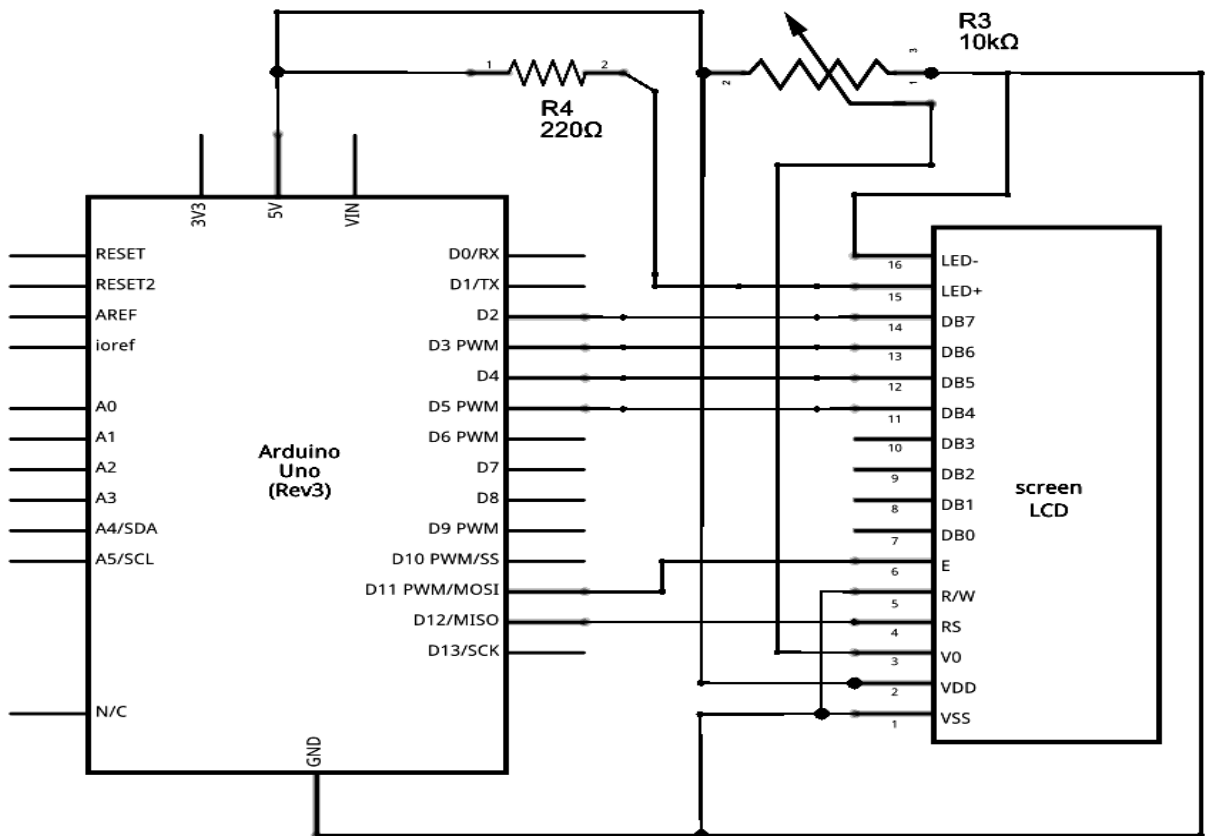 R3
10kΩ
1
2
2
3
1
R4
220Ω
3V3
5V
VIN
RESET
RESET2
AREF
ioref
A0
A1
A2
A3
A4/SDA
A5/SCL
N/C
Arduino
Uno
(Rev3)
D0/RX
D1/TX
D2
D3 PWM
D4
D5 PWM
D6 PWM
D7
D8
D9 PWM
D10 PWM/SS
D11 PWM/MOSI
D12/MISO
D13/SCK
GND
16 LED-
15 LED+
14 DB7
13 DB6
12 DB5
11 DB4
10 DB3
9 DB2
8 DB1
7 DB0
6 E
5 R/W
4 RS
3 V0
2 VDD
1 VSS
screen
LCD